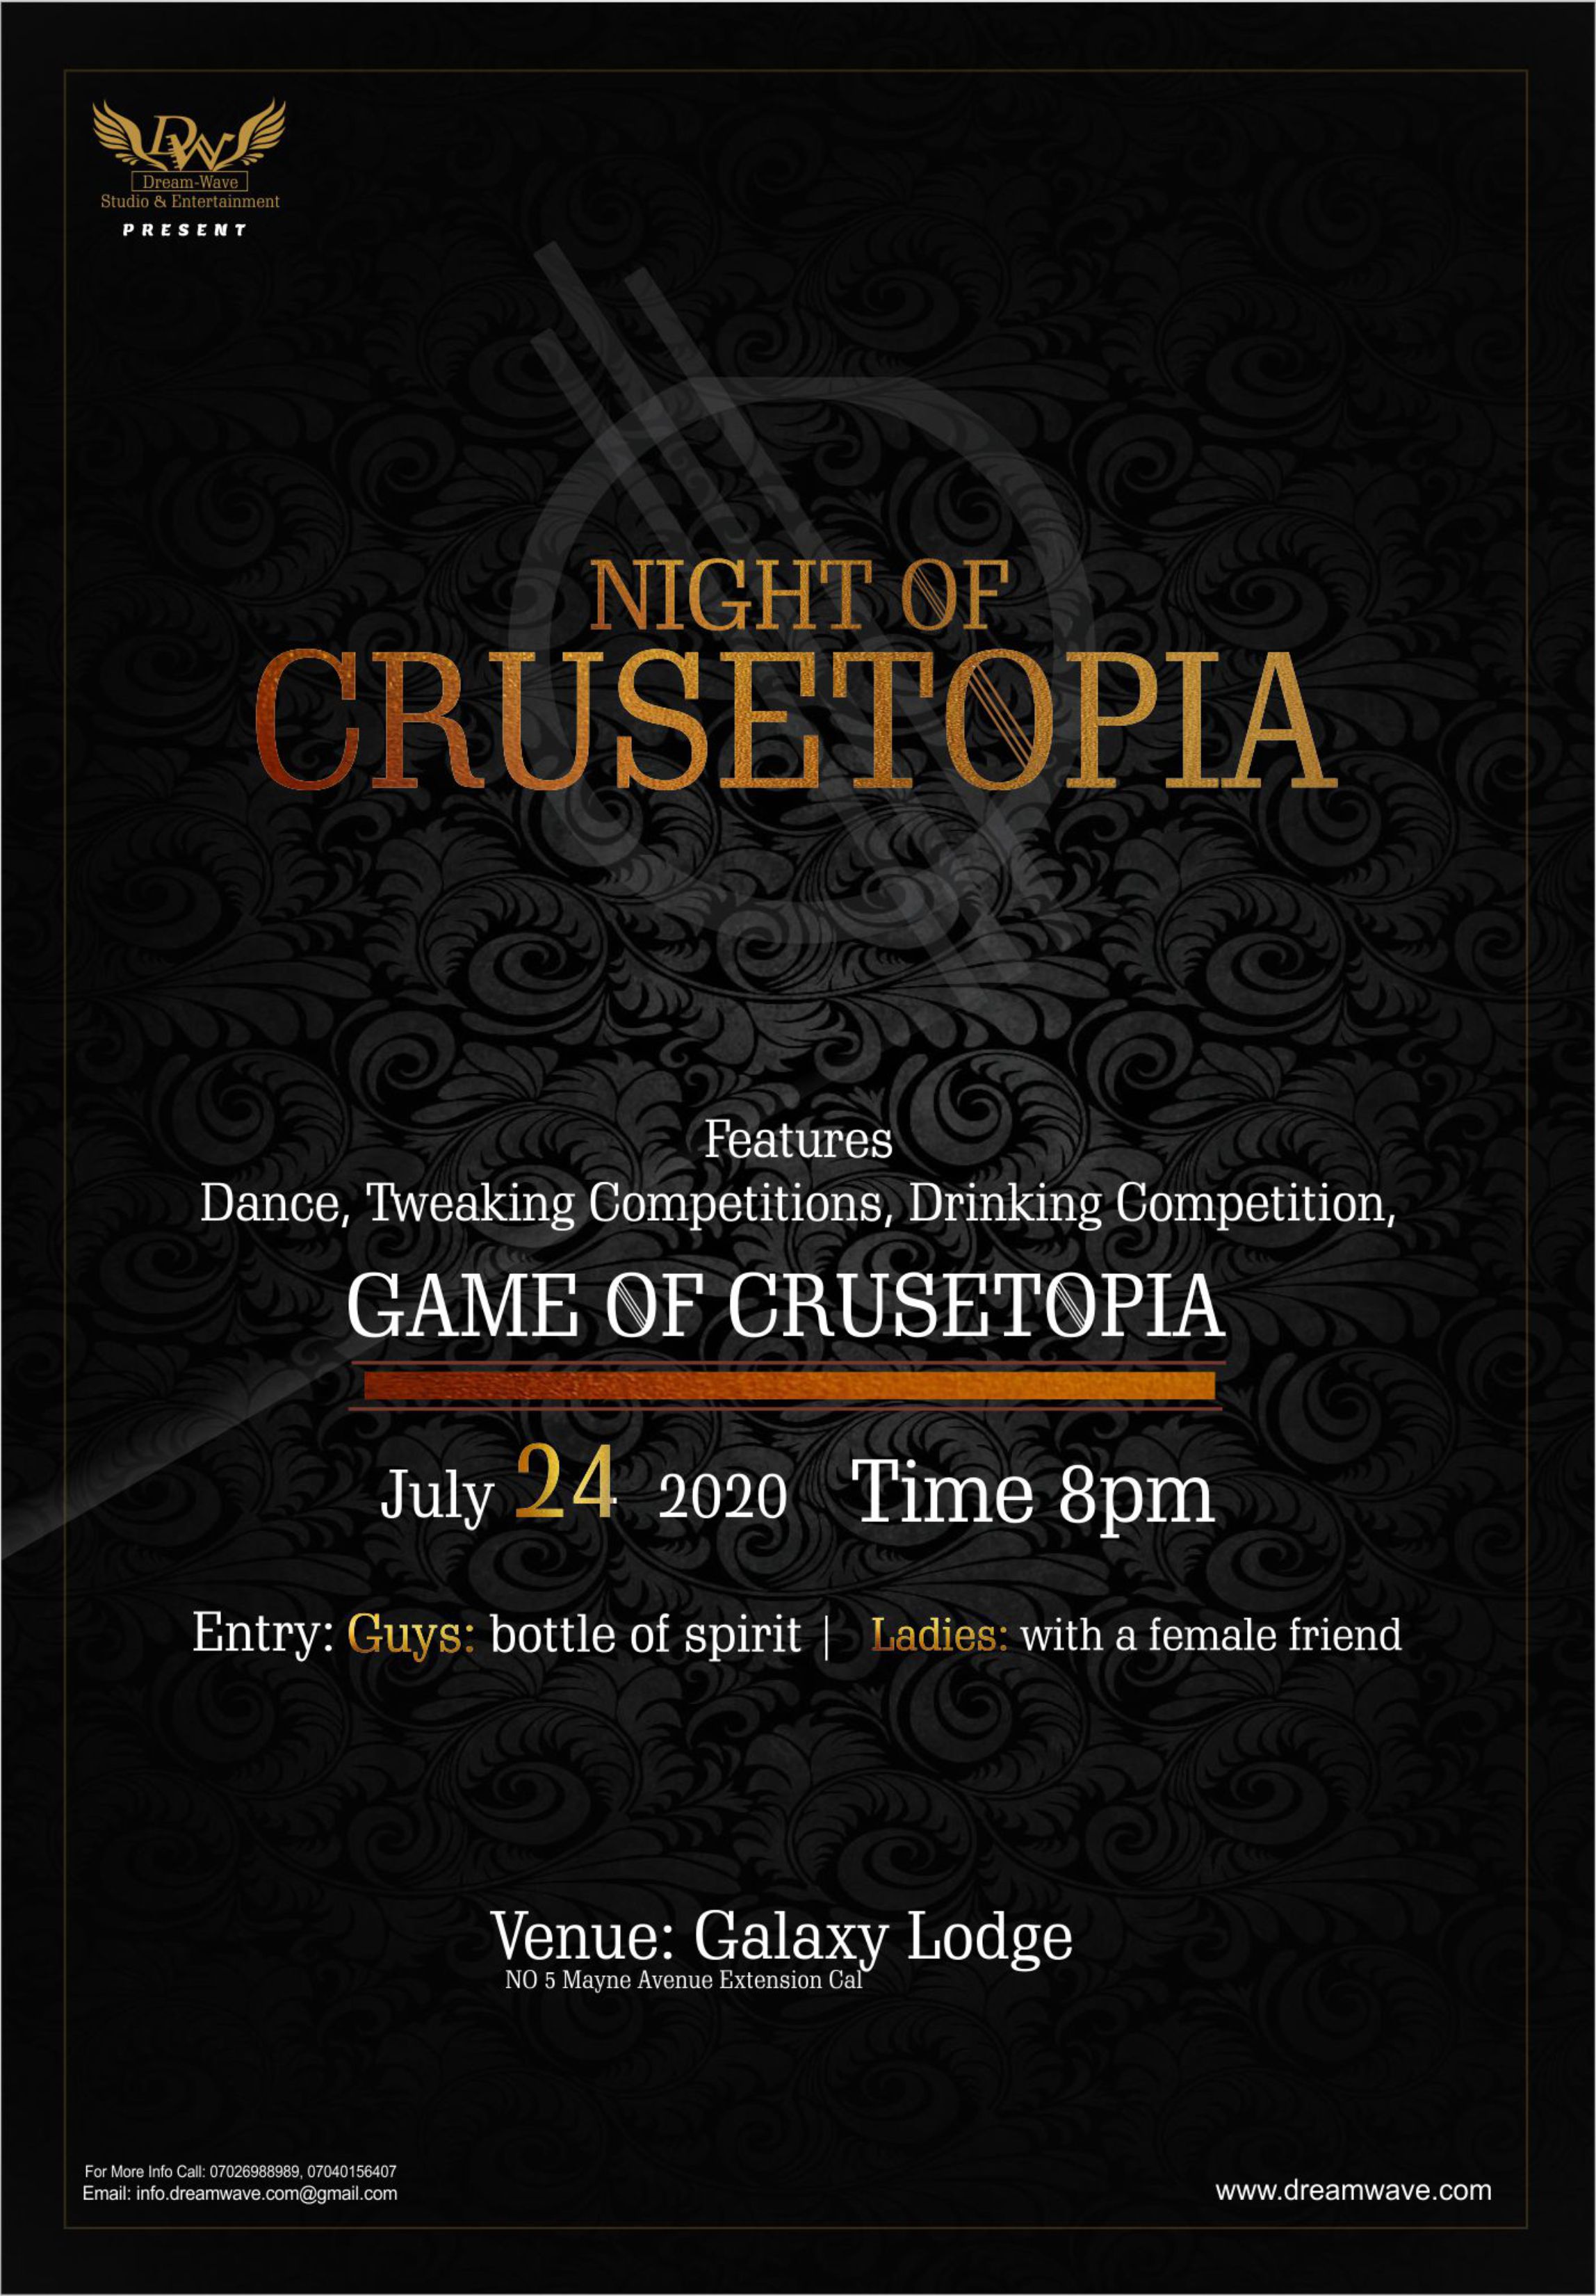 DW
Dream-Wave
Studio & Entertainment
PRESENT
NIGHT OF
CRUSETOPIA
Features
Dance, Tweaking Competitions, Drinking Competition,
GAME OF CRUSETOPIA
July 24 2020 Time 8pm
Entry: Guys: bottle of spirit | Ladies: with a female friend
Venue: Galaxy Lodge
NO 5 Mayne Avenue Extension Cal
For More Info Call: 07026988989, 07040156407
Email: info.dreamwave.com@gmail.com
www.dreamwave.com